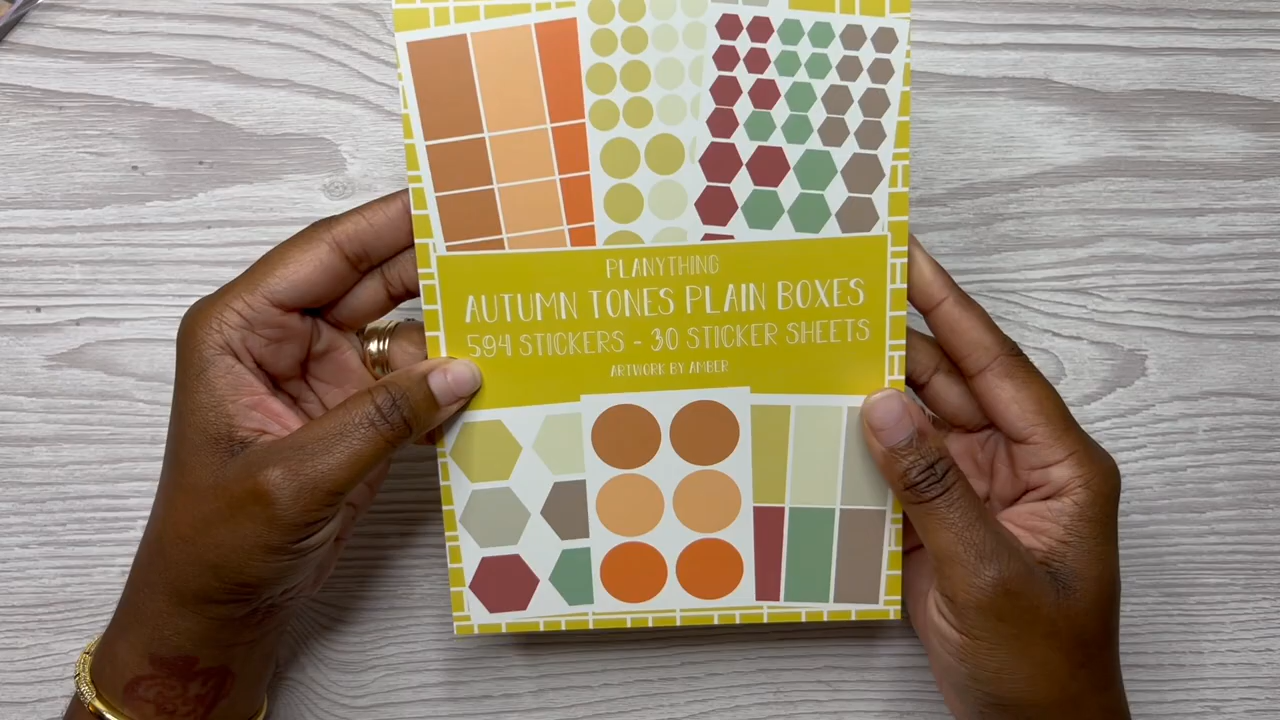 PLANYTHING
AUTUMN TONES PLAIN BOXES
594 STICKERS - 30 STICKER SHEETS
ARTWORK BY AMBER